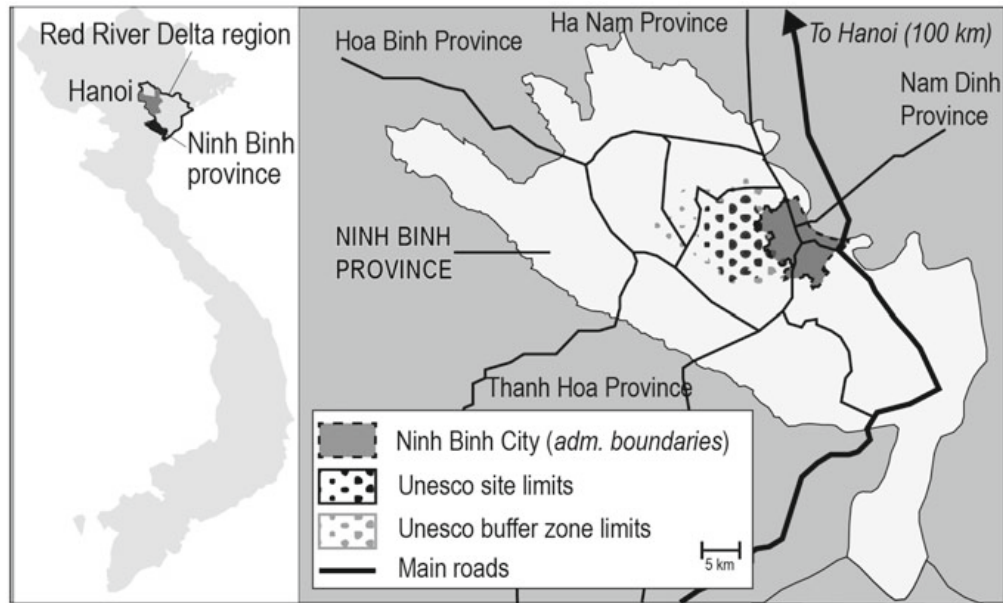 Red River Delta region
Hanoi
Ninh Binh
province
Hoa Binh Province
Ha Nam Province
To Hanoi (100 km)
Nam Dinh
Province
NINH BINH
PROVINCE
Thanh Hoa Province
Ninh Binh City (adm. boundaries)
Unesco site limits
Unesco buffer zone limits
Main roads
5 km